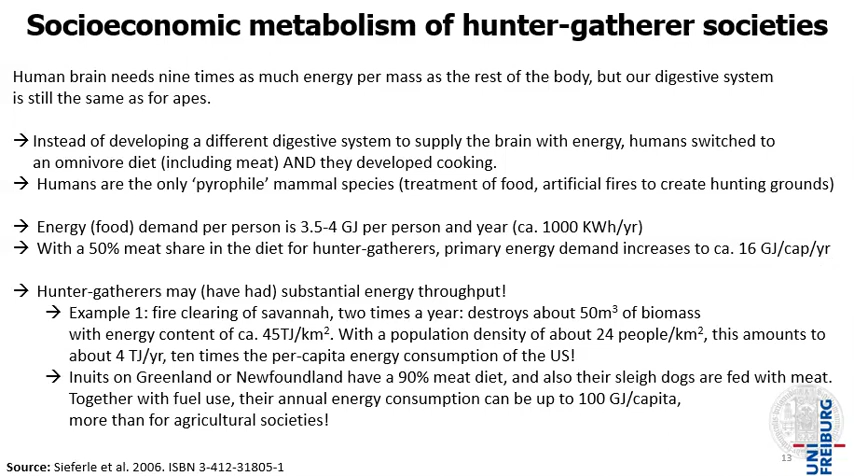 Socioeconomic metabolism of hunter-gatherer societies
Human brain needs nine times as much energy per mass as the rest of the body, but our digestive system
is still the same as for apes.
→ Instead of developing a different digestive system to supply the brain with energy, humans switched to
an omnivore diet (including meat) AND they developed cooking.
→ Humans are the only ‘pyrophile’ mammal species (treatment of food, artificial fires to create hunting grounds)
→ Energy (food) demand per person is 3.5-4 GJ per person and year (ca. 1000 KWh/yr)
→ With a 50% meat share in the diet for hunter-gatherers, primary energy demand increases to ca. 16 GJ/cap/yr
→ Hunter-gatherers may (have had) substantial energy throughput!
→ Example 1: fire clearing of savannah, two times a year: destroys about 50m³ of biomass
with energy content of ca. 45TJ/km². With a population density of about 24 people/km², this amounts to
about 4 TJ/yr, ten times the per-capita energy consumption of the US!
→ Inuits on Greenland or Newfoundland have a 90% meat diet, and also their sleigh dogs are fed with meat.
Together with fuel use, their annual energy consumption can be up to 100 GJ/capita,
more than for agricultural societies!
Source: Sieferle et al. 2006. ISBN 3-412-31805-1
13
UNI
FREIBURG